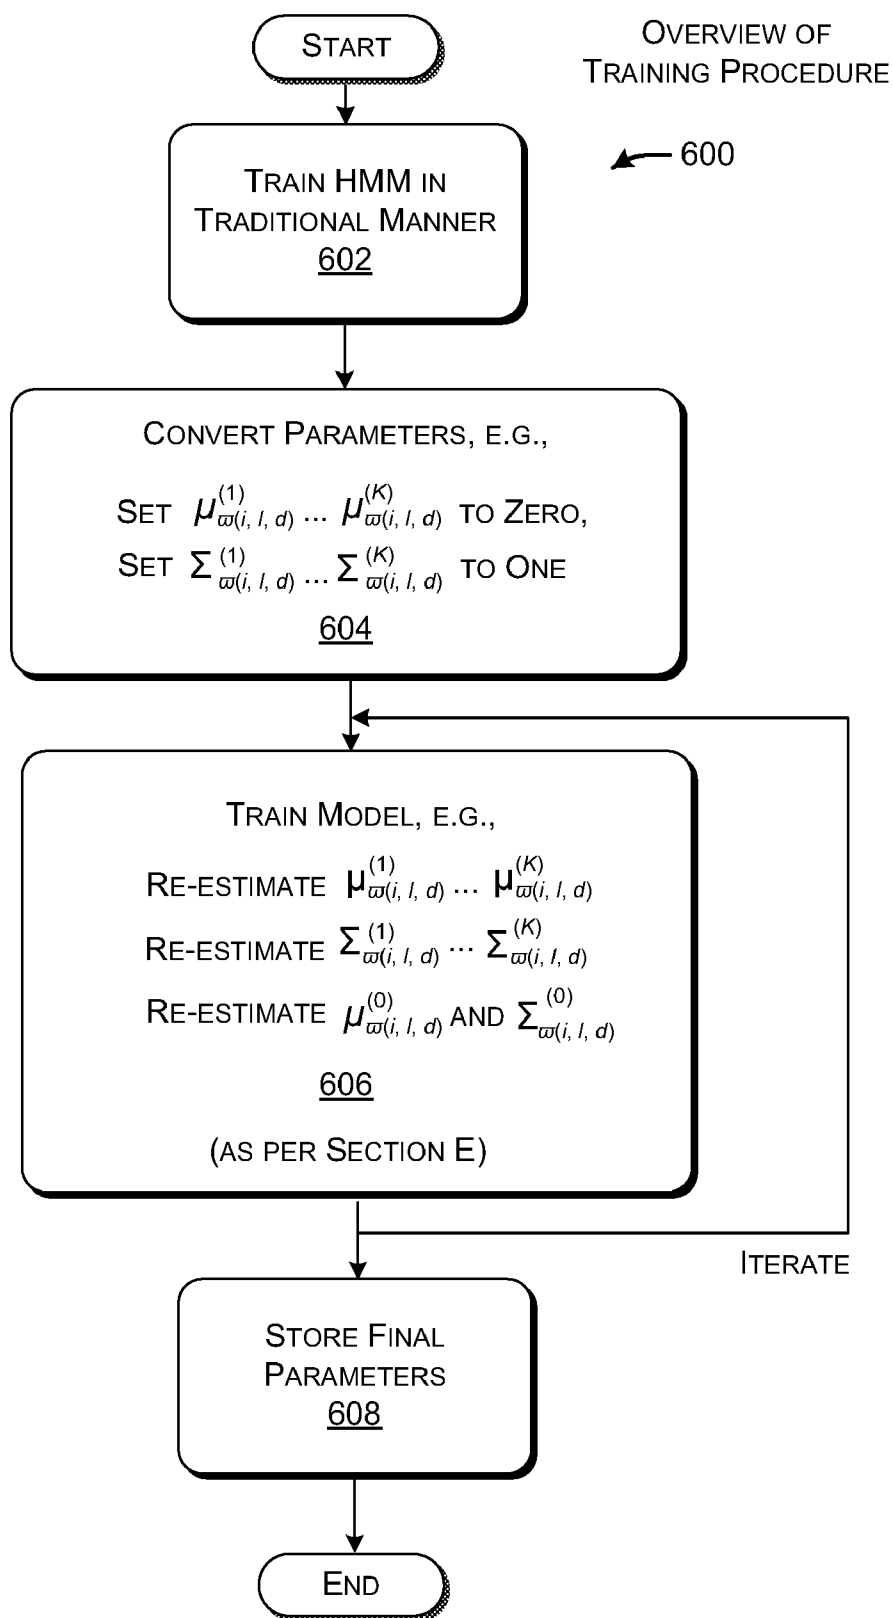 START
OVERVIEW OF
TRAINING PROCEDURE
600
TRAIN HMM IN
TRADITIONAL MANNER
602
CONVERT PARAMETERS, E.G.,
SET μ^{(1)}_{ϖ(i, l, d)} ... μ^{(K)}_{ϖ(i, l, d)} TO ZERO,
SET Σ^{(1)}_{ϖ(i, l, d)} ... Σ^{(K)}_{ϖ(i, l, d)} TO ONE
604
TRAIN MODEL, E.G.,
RE-ESTIMATE μ^{(1)}_{ϖ(i, l, d)} ... μ^{(K)}_{ϖ(i, l, d)}
RE-ESTIMATE Σ^{(1)}_{ϖ(i, l, d)} ... Σ^{(K)}_{ϖ(i, l, d)}
RE-ESTIMATE μ^{(0)}_{ϖ(i, l, d)} AND Σ^{(0)}_{ϖ(i, l, d)}
606
(AS PER SECTION E)
ITERATE
STORE FINAL
PARAMETERS
608
END